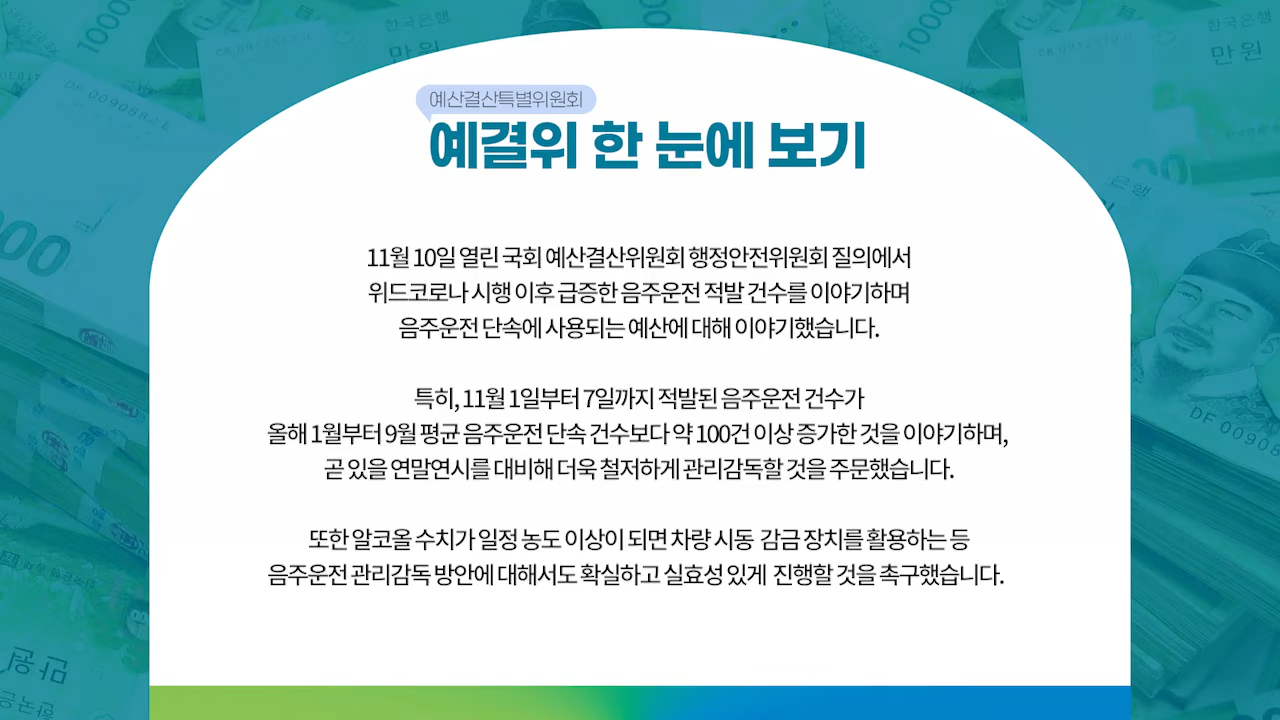 예산결산특별위원회
예결위 한 눈에 보기
11월 10일 열린 국회 예산결산위원회 행정안전위원회 질의에서
위드코로나 시행 이후 급증한 음주운전 적발 건수를 이야기하며
음주운전 단속에 사용되는 예산에 대해 이야기했습니다.
특히, 11월 1일부터 7일까지 적발된 음주운전 건수가
올해 1월부터 9월 평균 음주운전 단속 건수보다 약 100건 이상 증가한 것을 이야기하며,
곧 있을 연말연시를 대비해 더욱 철저하게 관리감독할 것을 주문했습니다.
또한 알코올 수치가 일정 농도 이상이 되면 차량 시동 감금 장치를 활용하는 등
음주운전 관리감독 방안에 대해서도 확실하고 실효성 있게 진행할 것을 촉구했습니다.